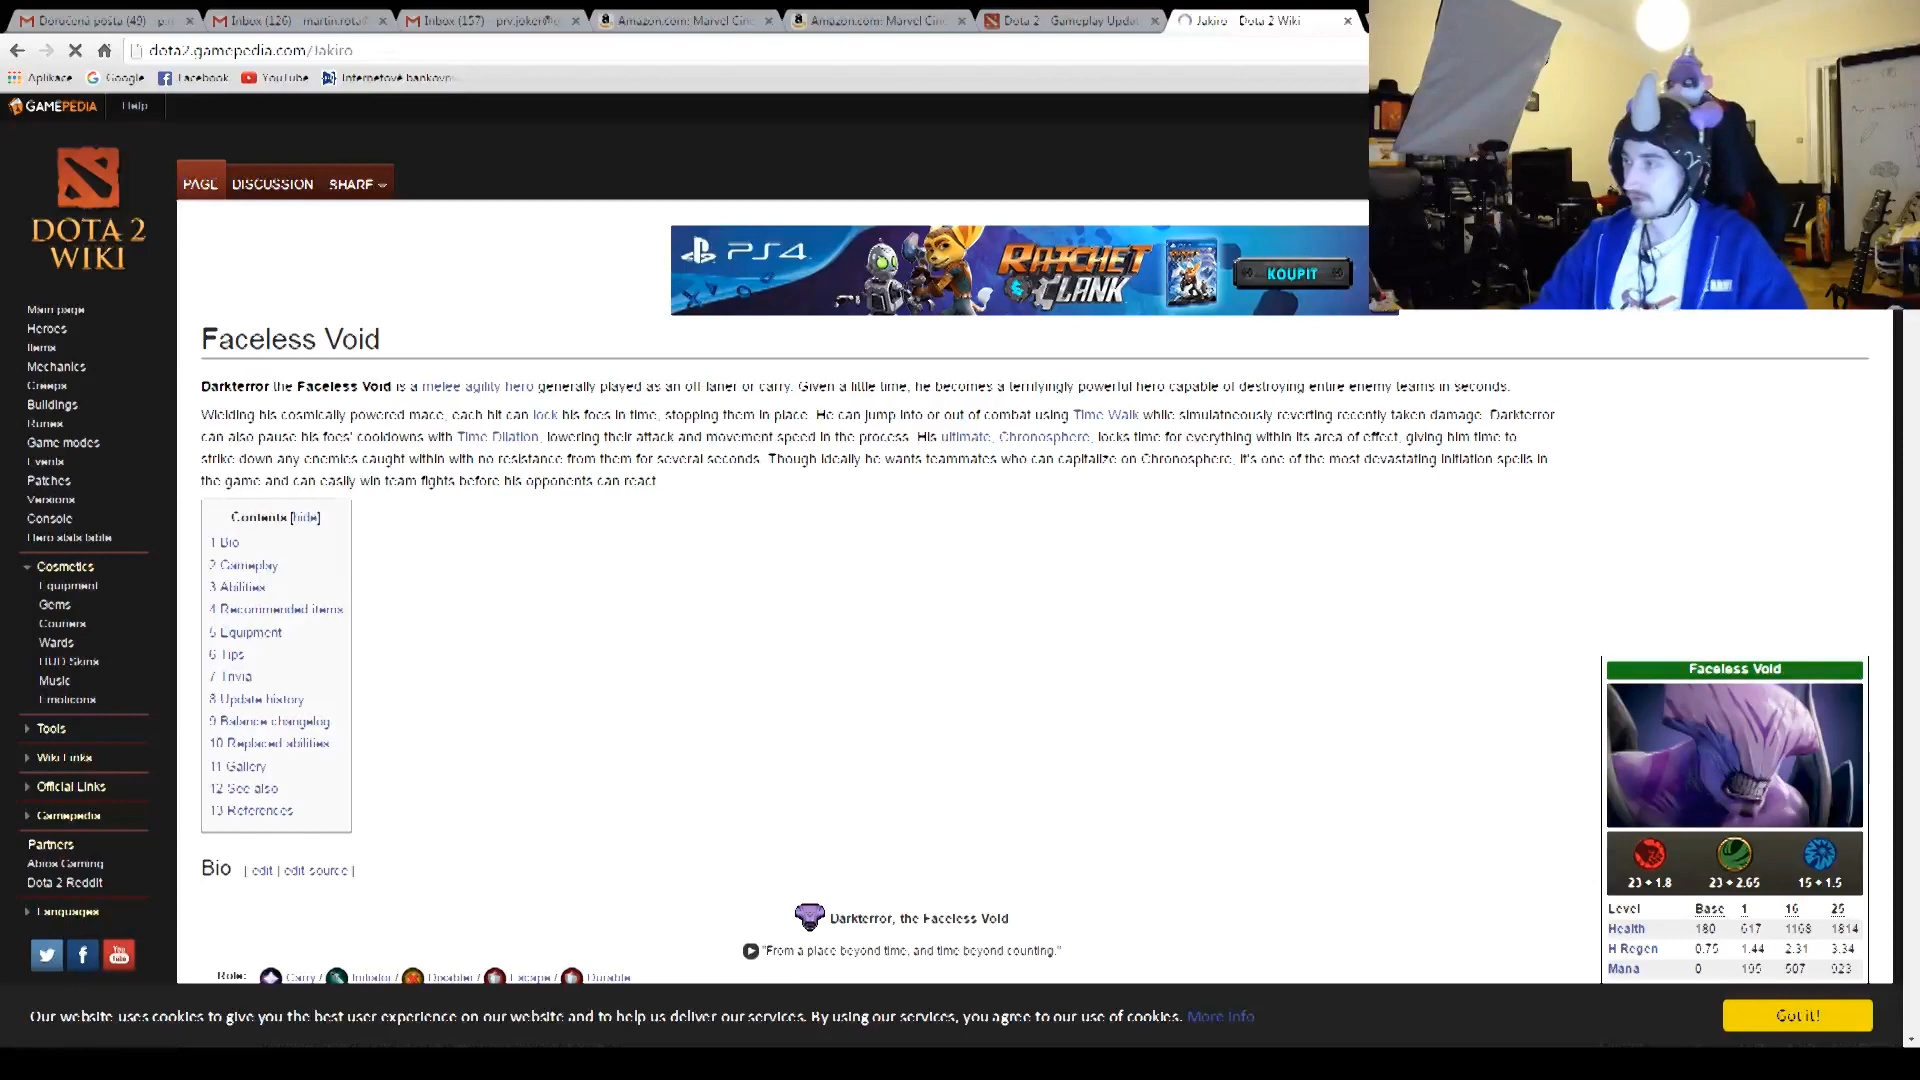 Doručená pošta (49)
Inbox (126) - martin.rota
Inbox (157) - prv.joker
Amazon.com: Marvel Cin
Amazon.com: Marvel Cin
Dota 2 - Gameplay Upda
Jakiro - Dota 2 Wiki
dota2.gamepedia.com/Jakiro
Aplikace Google Facebook YouTube Internetové bankovn
GAMEPEDIA Help
PAGE DISCUSSION SHARE
DOTA 2
WIKI
PS4 RATCHET CLANK KOUPIT
Main page
Heroes
Items
Mechanics
Creeps
Buildings
Runes
Game modes
Events
Patches
Versions
Console
Hero stats table
Cosmetics
Equipment
Gems
Couriers
Wards
HUD Skins
Music
Emoticons
Tools
Wiki Links
Official Links
Gamepedia
Partners
Abios Gaming
Dota 2 Reddit
Languages
You Tube
Faceless Void
Darkterror the Faceless Void is a melee agility hero generally played as an off laner or carry. Given a little time, he becomes a terrifyingly powerful hero capable of destroying entire enemy teams in seconds.
Wielding his cosmically powered mace, each hit can lock his foes in time, stopping them in place. He can jump into or out of combat using Time Walk while simulatneously reverting recently taken damage. Darkterror
can also pause his foes' cooldowns with Time Dilation, lowering their attack and movement speed in the process. His ultimate, Chronosphere, locks time for everything within its area of effect, giving him time to
strike down any enemies caught within with no resistance from them for several seconds. Though ideally he wants teammates who can capitalize on Chronosphere, it's one of the most devastating initiation spells in
the game and can easily win team fights before his opponents can react
Contents [hide]
1 Bio
2 Gameplay
3 Abilities
4 Recommended items
5 Equipment
6 Tips
7 Trivia
8 Update history
9 Balance changelog
10 Replaced abilities
11 Gallery
12 See also
13 References
Bio [ edit | edit source ]
Darkterror, the Faceless Void
"From a place beyond time, and time beyond counting."
Role: Carry / Initiator / Disabler / Escape / Durable
Faceless Void
23 + 1.8 23 + 2.65 15 + 1.5
Level Base 1 16 25
Health 180 617 1168 1814
H Regen 0.75 1.44 2.31 3.34
Mana 0 195 507 923
Our website uses cookies to give you the best user experience on our website and to help us deliver our services. By using our services, you agree to our use of cookies. More info
Got it!